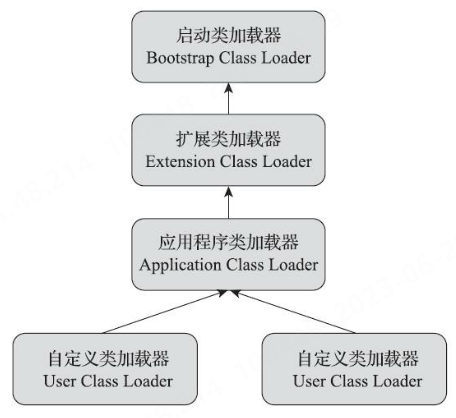 启动类加载器
Bootstrap Class Loader
扩展类加载器
Extension Class Loader
应用程序类加载器
Application Class Loader
自定义类加载器
User Class Loader
自定义类加载器
User Class Loader